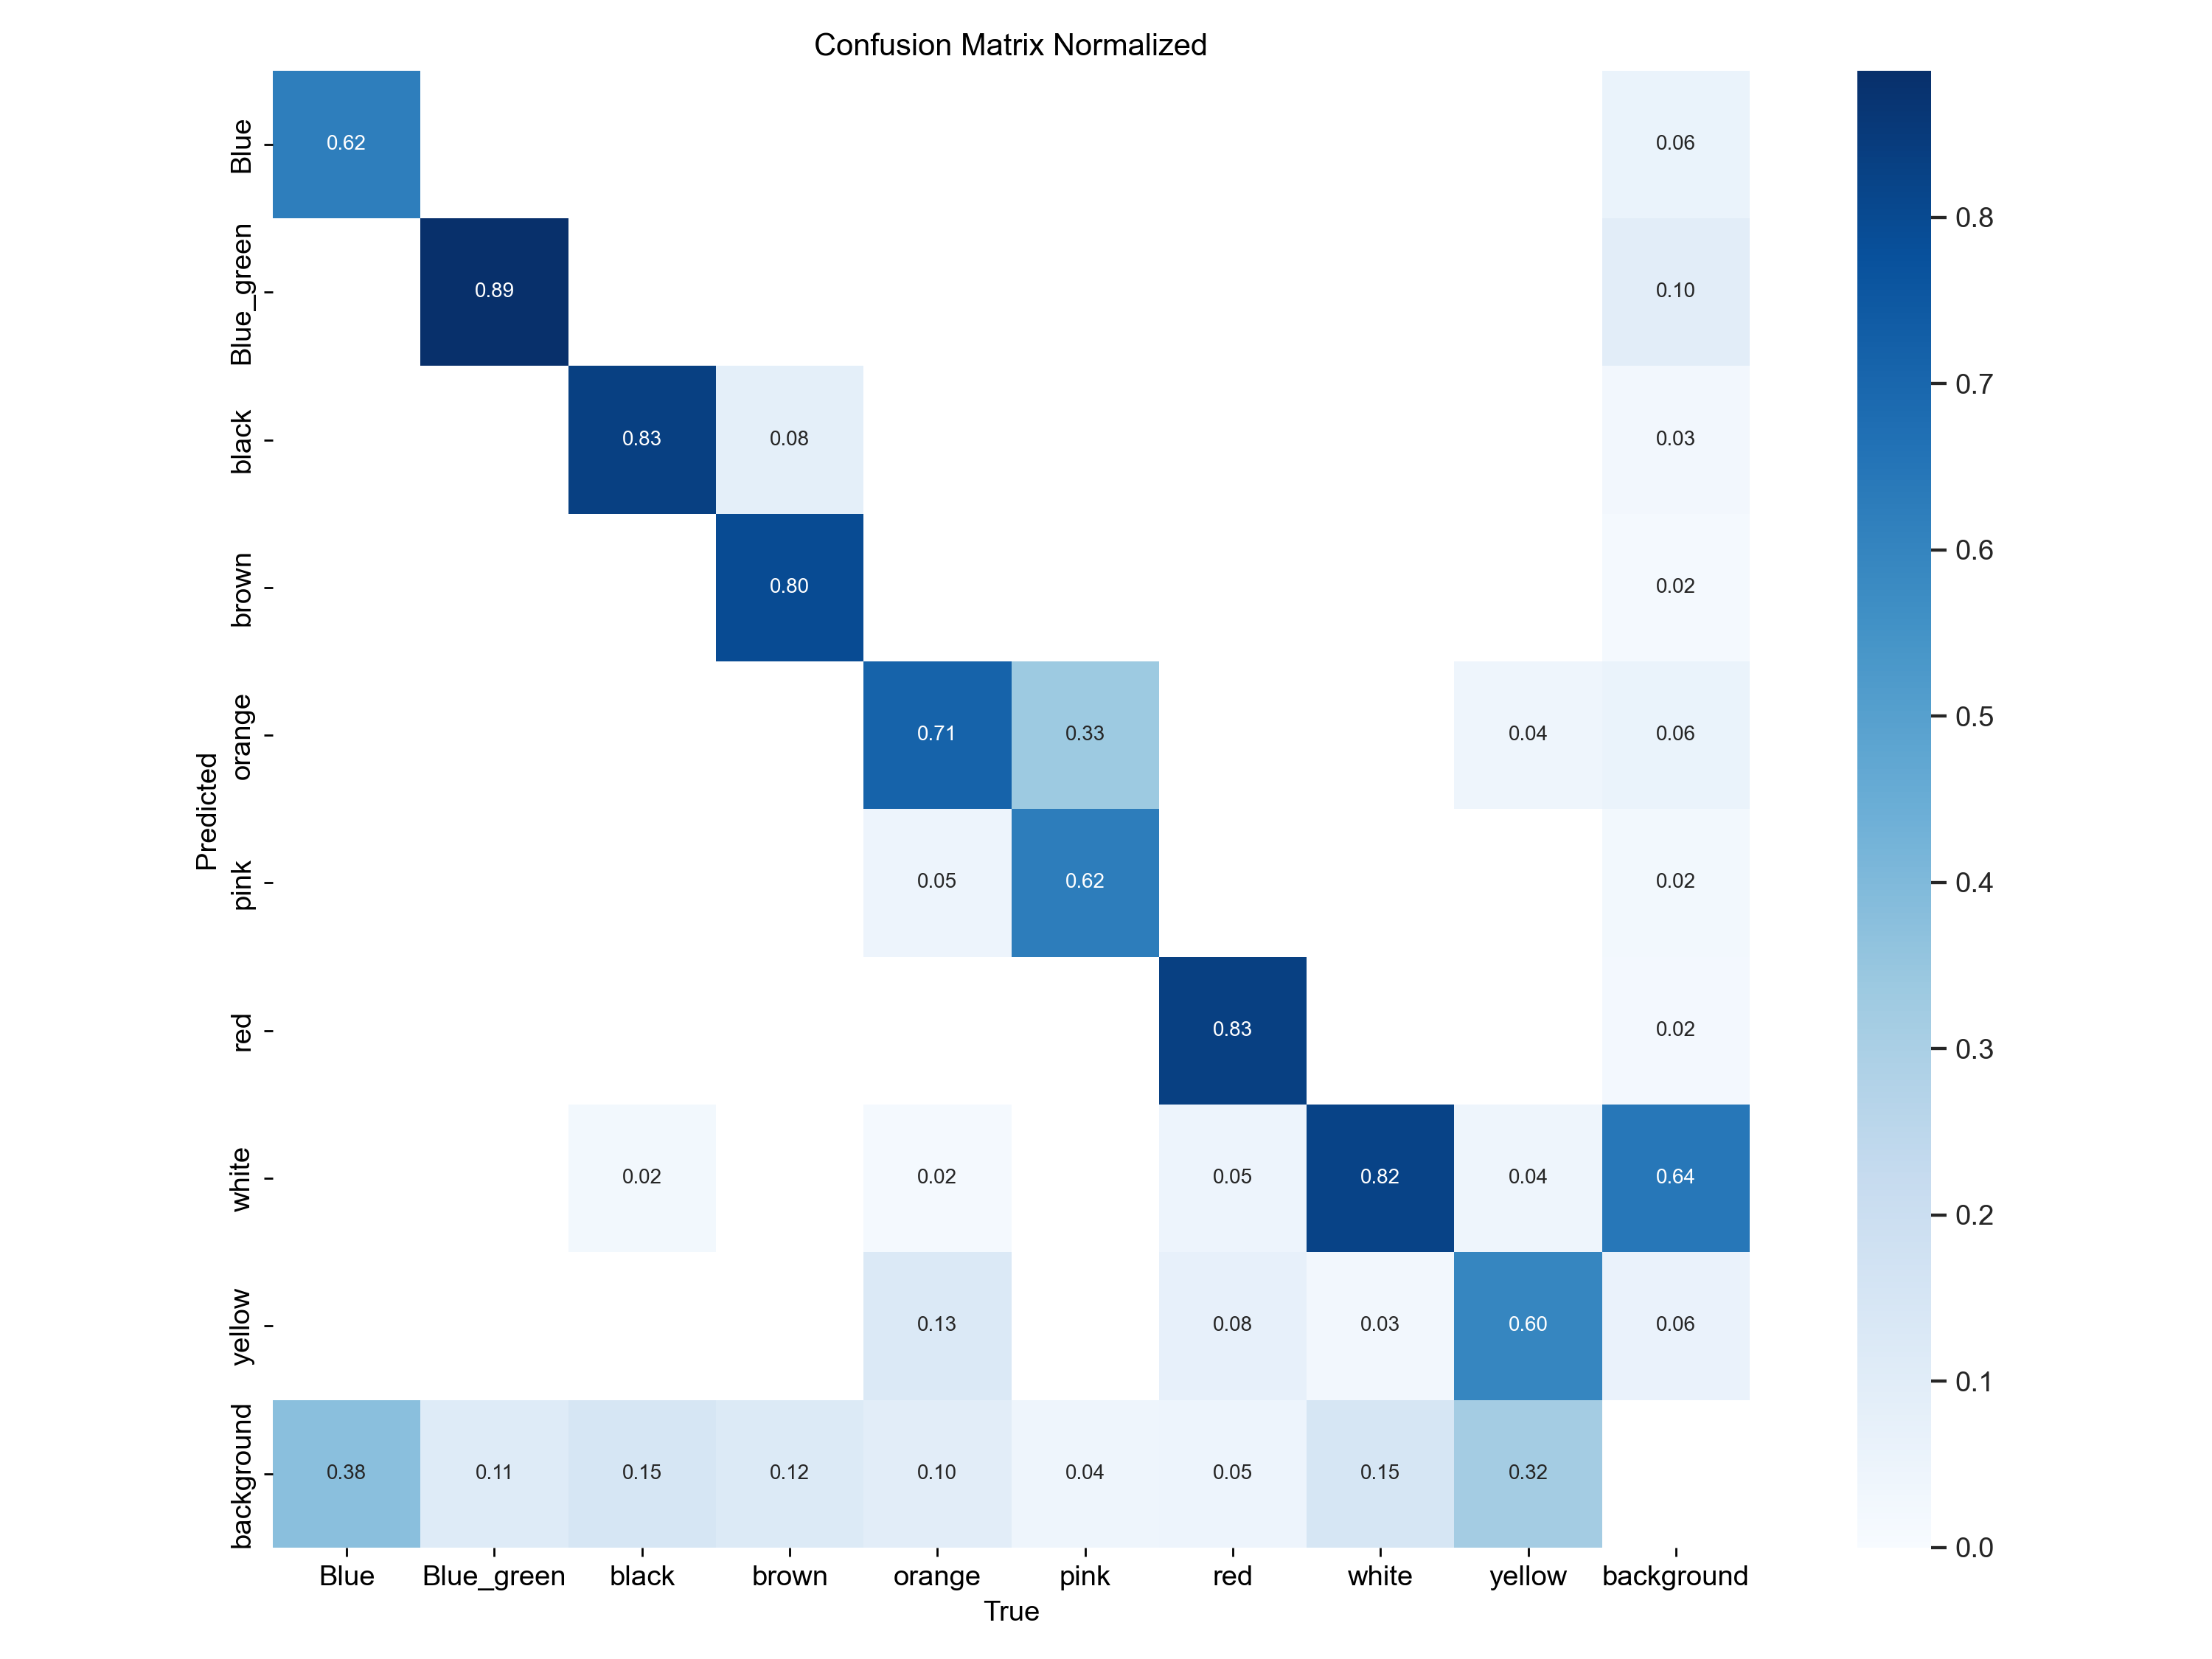 Confusion Matrix Normalized
Blue
0.62
0.06
Blue_green
0.89
0.10
black
0.83
0.08
0.03
brown
0.80
0.02
orange
0.71
0.33
0.04
0.06
pink
0.05
0.62
0.02
red
0.83
0.02
white
0.02
0.02
0.05
0.82
0.04
0.64
yellow
0.13
0.08
0.03
0.60
0.06
background
0.38
0.11
0.15
0.12
0.10
0.04
0.05
0.15
0.32
Predicted
Blue
Blue_green
black
brown
orange
pink
red
white
yellow
background
True
0.8
0.7
0.6
0.5
0.4
0.3
0.2
0.1
0.0